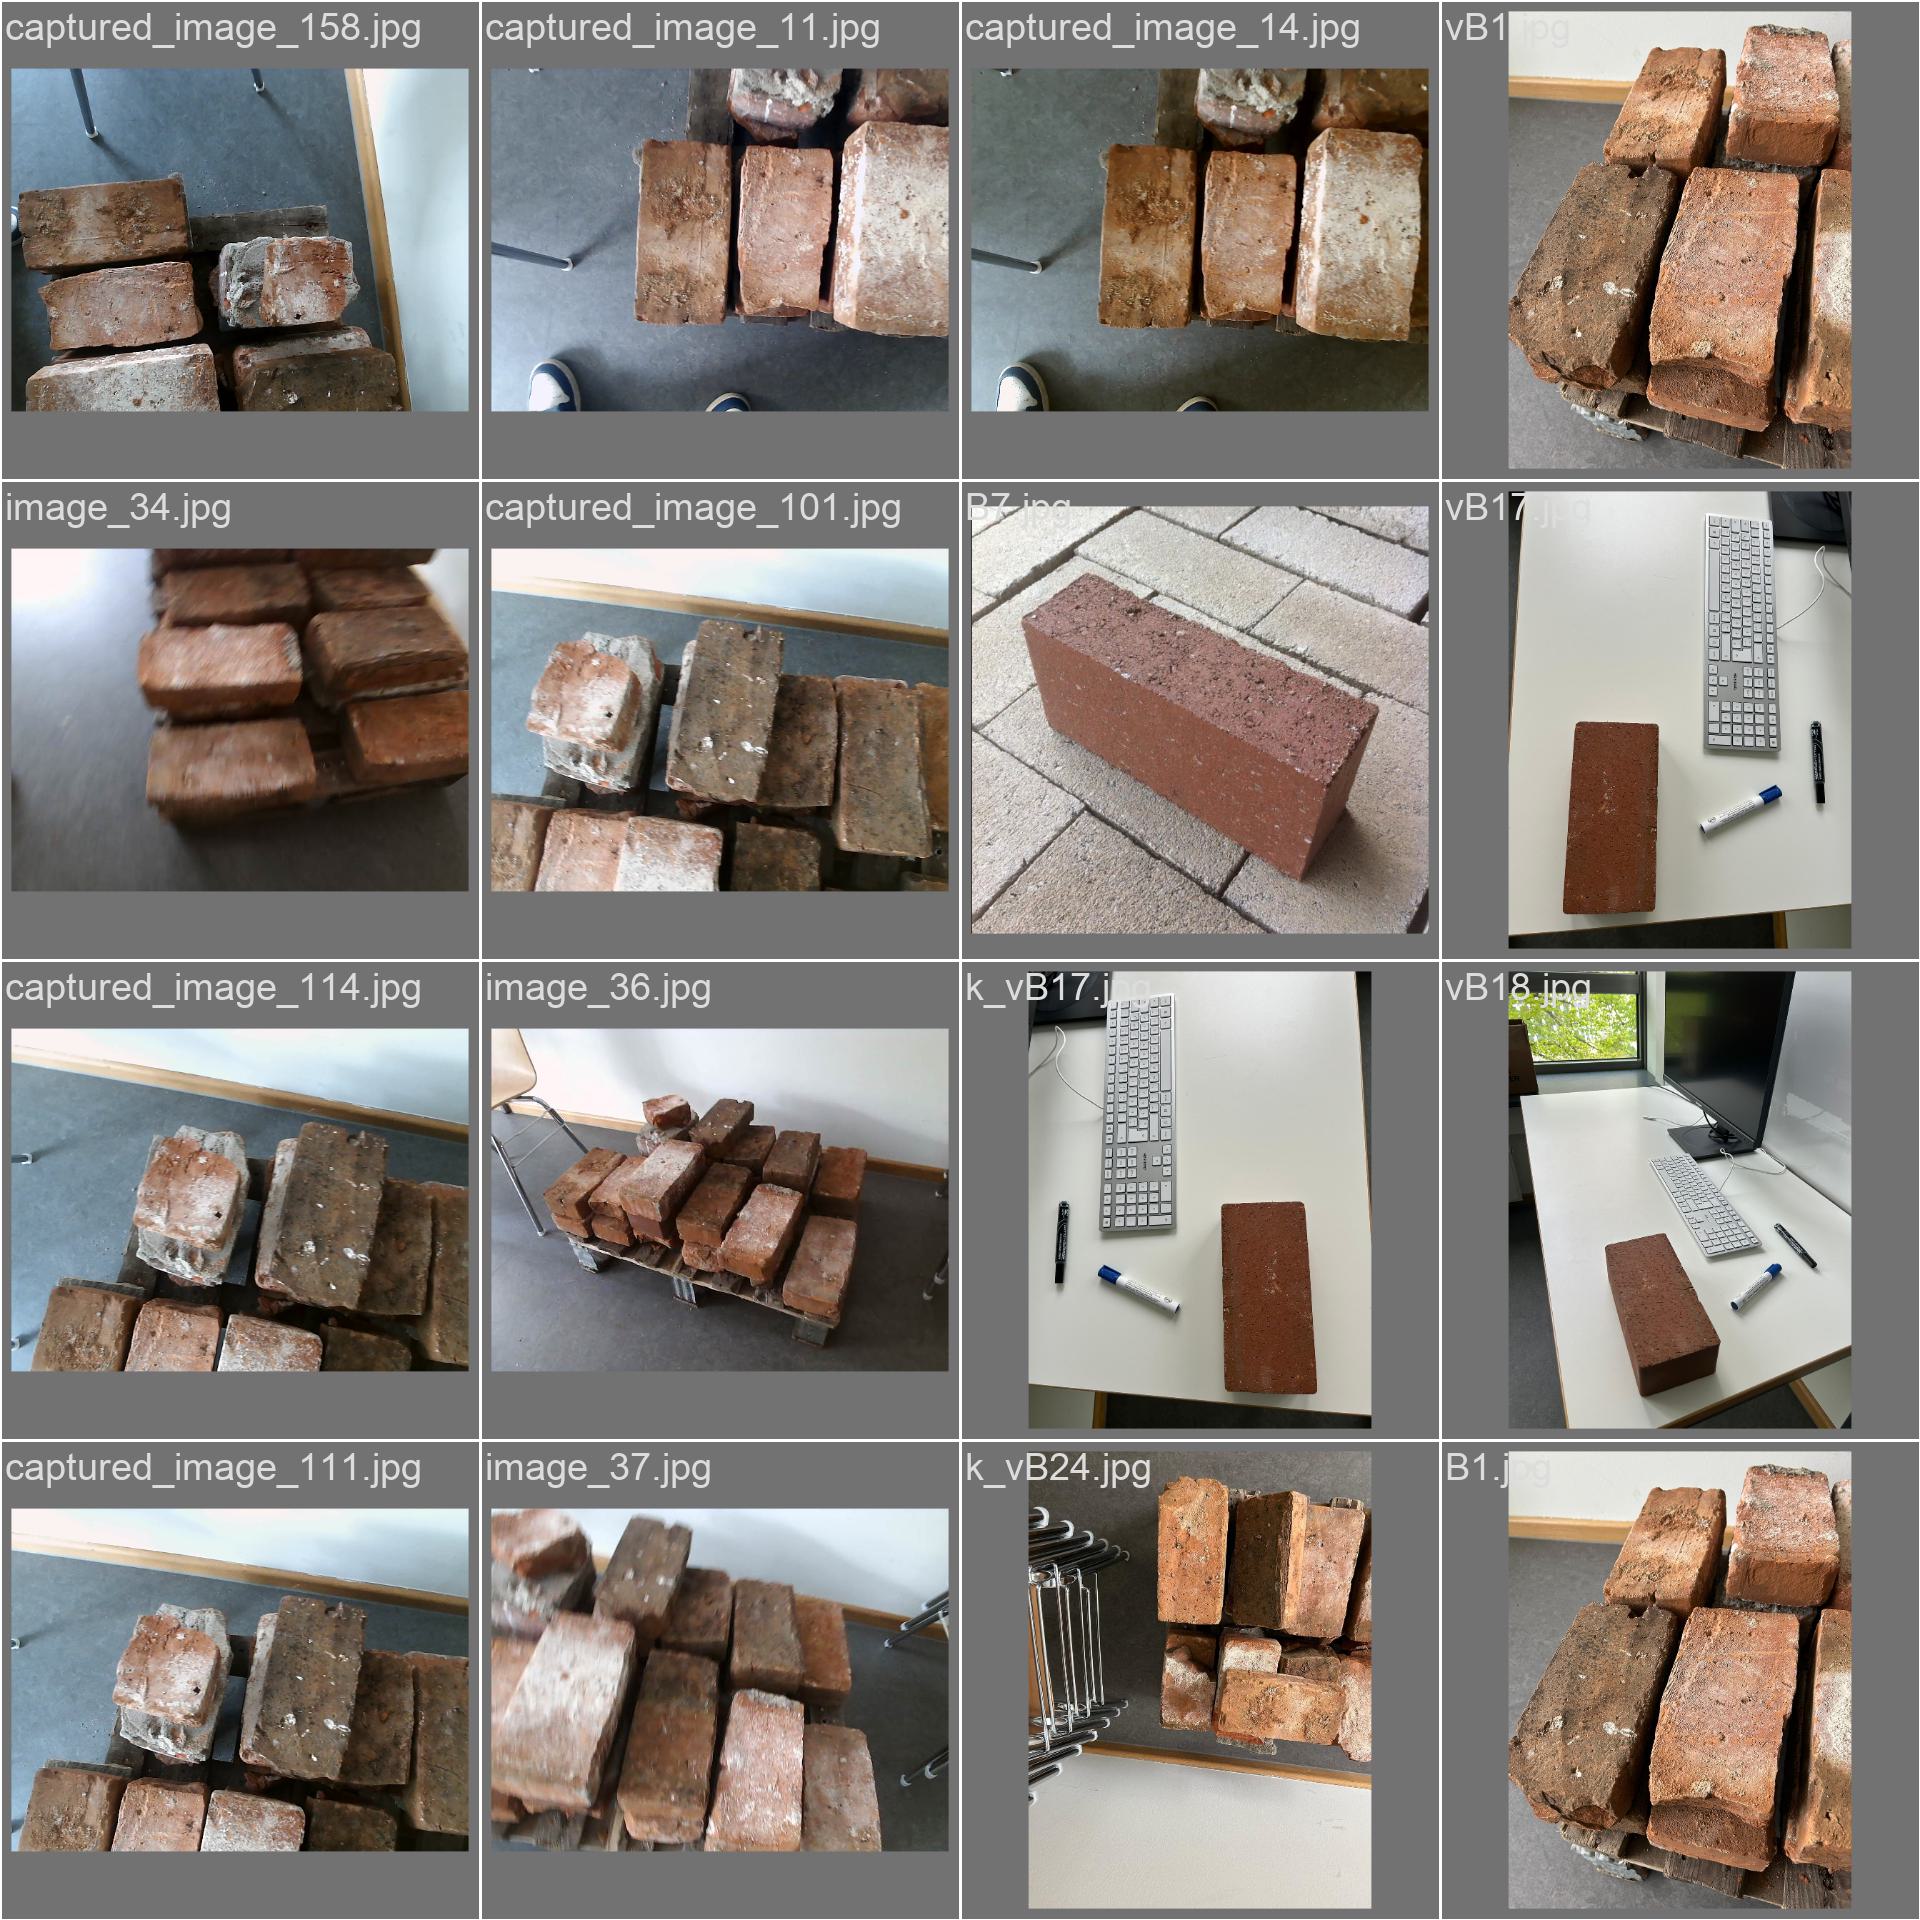 captured_image_158.jpg
captured_image_11.jpg
captured_image_14.jpg
vB1.jpg
image_34.jpg
captured_image_101.jpg
B7.jpg
vB17.jpg
captured_image_114.jpg
image_36.jpg
k_vB17.jpg
vB18.jpg
captured_image_111.jpg
image_37.jpg
k_vB24.jpg
B1.jpg